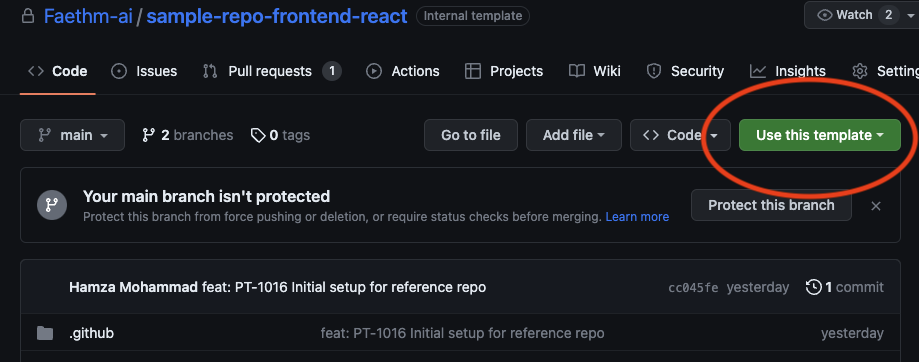 Faethm-ai / sample-repo-frontend-react Internal template Watch 2
Code Issues Pull requests 1 Actions Projects Wiki Security Insights Setting
main 2 branches 0 tags Go to file Add file Code Use this template
Your main branch isn't protected
Protect this branch from force pushing or deletion, or require status checks before merging. Learn more
Protect this branch
Hamza Mohammad feat: PT-1016 Initial setup for reference repo cc045fe yesterday 1 commit
.github feat: PT-1016 Initial setup for reference repo yesterday